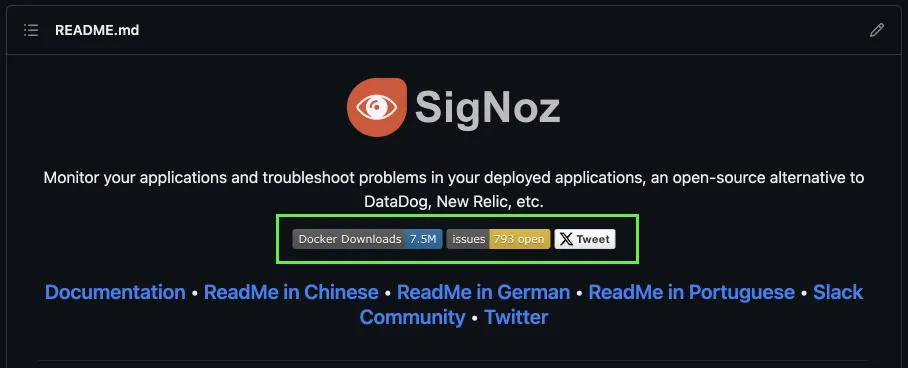 README.md
SigNoz
Monitor your applications and troubleshoot problems in your deployed applications, an open-source alternative to
DataDog, New Relic, etc.
Docker Downloads 7.5M issues 793 open X Tweet
Documentation • ReadMe in Chinese • ReadMe in German • ReadMe in Portuguese • Slack
Community • Twitter